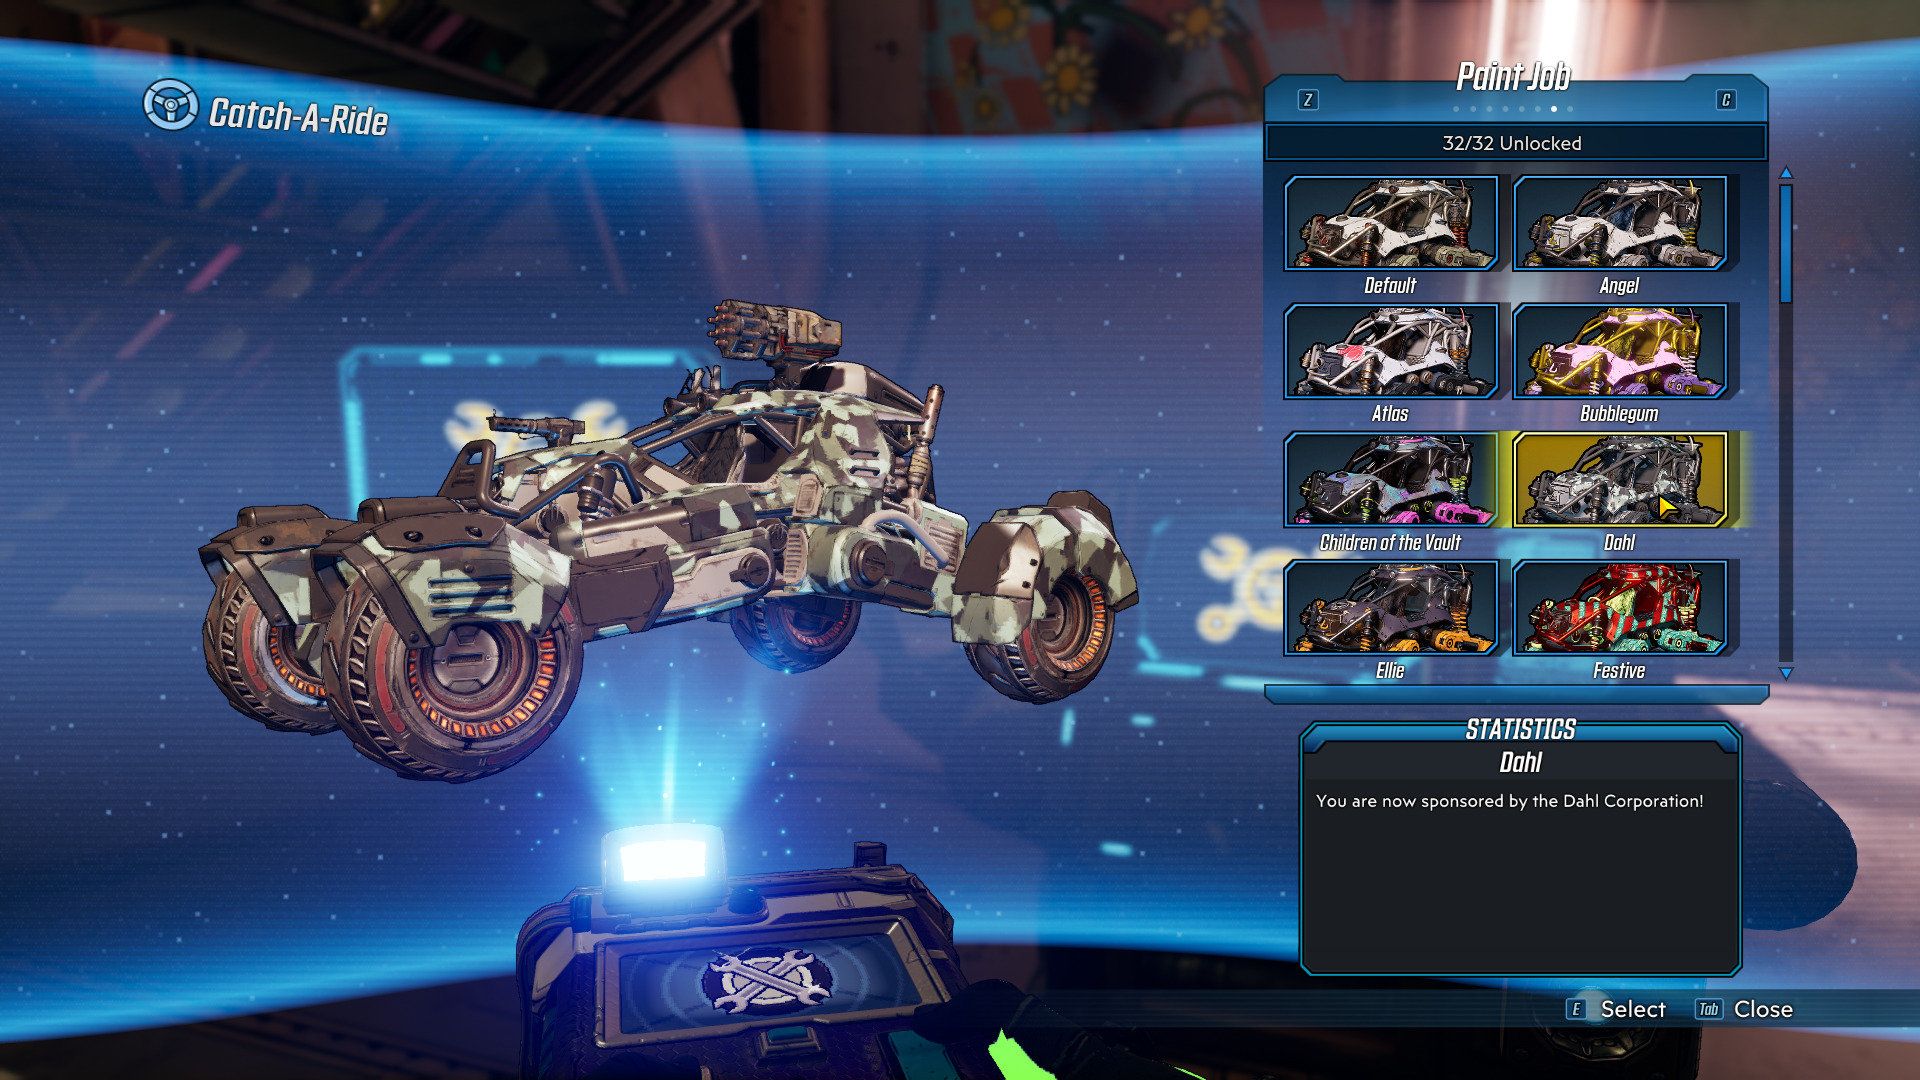 Catch-A-Ride
Paint Job
Z
C
32/32 Unlocked
Default
Angel
Atlas
Bubblegum
Children of the Vault
Dahl
Ellie
Festive
STATISTICS
Dahl
You are now sponsored by the Dahl Corporation!
E Select Tab Close